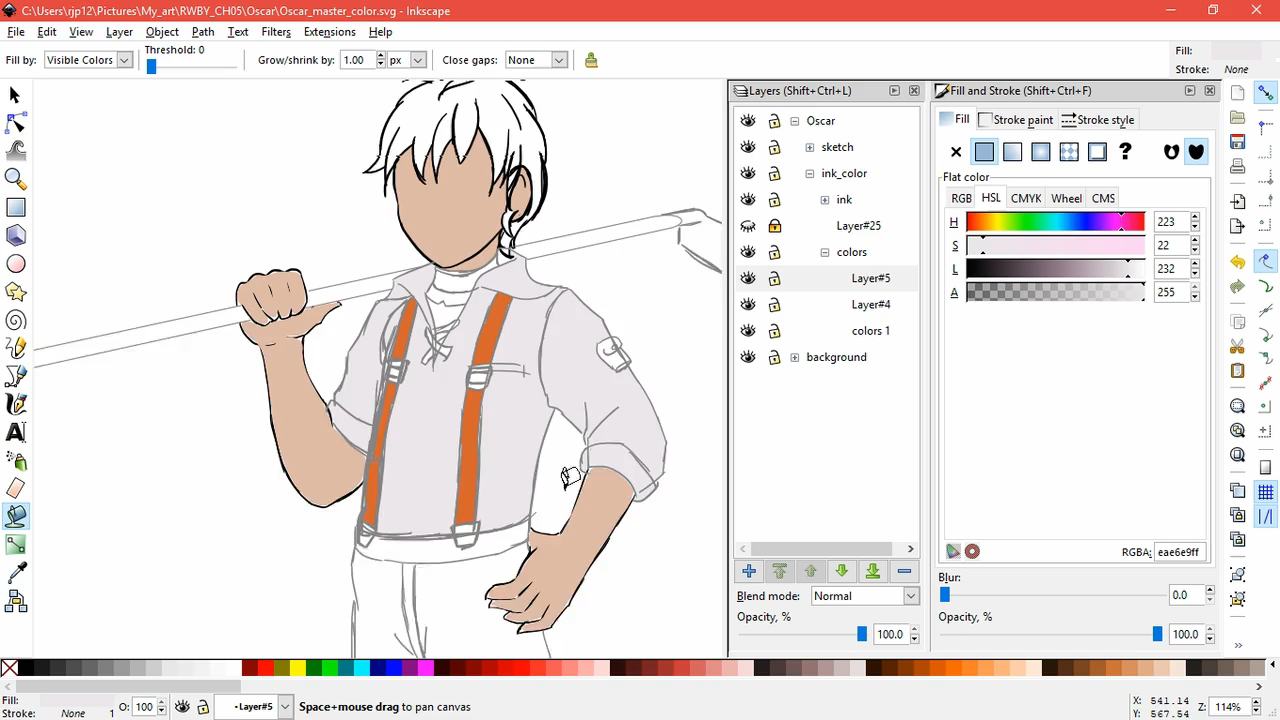 C:\Users\rjp12\Pictures\My_art\RWBY_CH05\Oscar\Oscar_master_color.svg - Inkscape
File Edit View Layer Object Path Text Filters Extensions Help
Fill by: Visible Colors Threshold: 0 Grow/shrink by: 1.00 px Close gaps: None
Fill:
Stroke: None
Layers (Shift+Ctrl+L)
Oscar
sketch
ink_color
ink
Layer#25
colors
Layer#5
Layer#4
colors 1
background
Blend mode: Normal
Opacity, %
100.0
Fill and Stroke (Shift+Ctrl+F)
Fill Stroke paint Stroke style
?
Flat color
RGB HSL CMYK Wheel CMS
H 223
S 22
L 232
A 255
RGBA: eae6e9ff
Blur:
0.0
Opacity, %
100.0
Fill:
Stroke: None 1 O: 100 Layer#5 Space+mouse drag to pan canvas
X: 541.14
Y: 567.54
Z: 114%